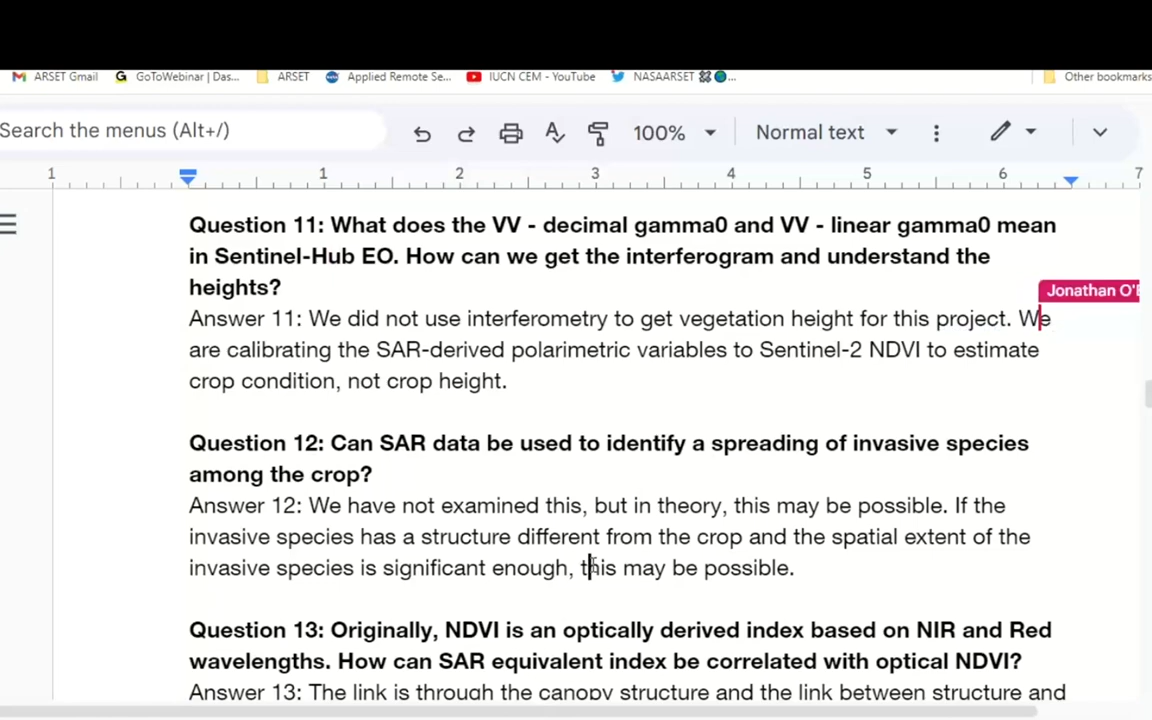 ARSET Gmail GoToWebinar | Das... ARSET Applied Remote Se... IUCN CEM - YouTube NASAARSET Other bookmarks
Search the menus (Alt+/) 100% Normal text
1 1 2 3 4 5 6 7
Question 11: What does the VV - decimal gamma0 and VV - linear gamma0 mean
in Sentinel-Hub EO. How can we get the interferogram and understand the
heights?
Jonathan O'
Answer 11: We did not use interferometry to get vegetation height for this project. We
are calibrating the SAR-derived polarimetric variables to Sentinel-2 NDVI to estimate
crop condition, not crop height.
Question 12: Can SAR data be used to identify a spreading of invasive species
among the crop?
Answer 12: We have not examined this, but in theory, this may be possible. If the
invasive species has a structure different from the crop and the spatial extent of the
invasive species is significant enough, this may be possible.
Question 13: Originally, NDVI is an optically derived index based on NIR and Red
wavelengths. How can SAR equivalent index be correlated with optical NDVI?
Answer 13: The link is through the canopy structure and the link between structure and